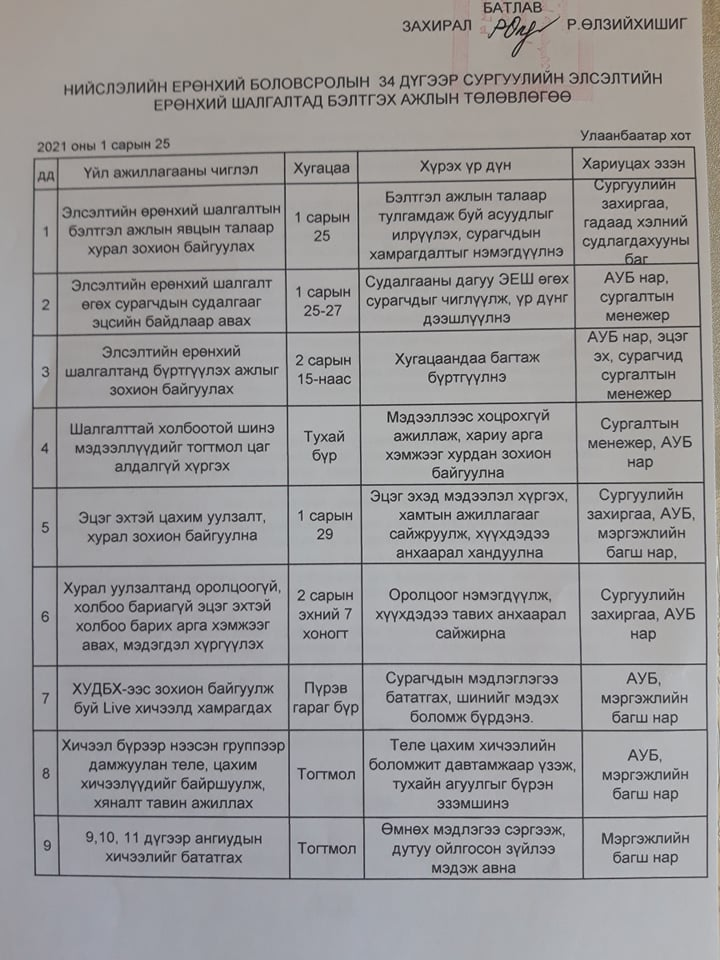 БАТЛАВ
ЗАХИРАЛ Р.ӨЛЗИЙХИШИГ
НИЙСЛЭЛИЙН ЕРӨНХИЙ БОЛОВСРОЛЫН 34 ДҮГЭЭР СУРГУУЛИЙН ЭЛСЭЛТИЙН
ЕРӨНХИЙ ШАЛГАЛТАД БЭЛТГЭХ АЖЛЫН ТӨЛӨВЛӨГӨӨ
2021 оны 1 сарын 25
Улаанбаатар хот
дд
Үйл ажиллагааны чиглэл
Хугацаа
Хүрэх үр дүн
Хариуцах эзэн
1
Элсэлтийн өрөнхий шалгалтын
бэлтгэл ажлын явцын талаар
хурал зохион байгуулах
1 сарын
25
Бэлтгэл ажлын талаар
тулгамдаж буй асуудлыг
илрүүлэх, сурагчдын
хамрагдалтыг нэмэгдүүлнэ
Сургуулийн
захиргаа,
гадаад хэлний
судлагдахууны
баг
2
Элсэлтийн ерөнхий шалгалт
өгөх сурагчдын судалгааг
эцсийн байдлаар авах
1 сарын
25-27
Судалгааны дагуу ЭЕШ өгөх
сурагчдыг чиглүүлж, үр дүнг
дээшлүүлнэ
АУБ нар,
сургалтын
менежер
3
Элсэлтийн ерөнхий
шалгалтанд бүртгүүлэх ажлыг
зохион байгуулах
2 сарын
15-наас
Хугацаандаа багтаж
бүртгүүлнэ
АУБ нар, эцэг
эх, сурагчид
сургалтын
менежер
4
Шалгалттай холбоотой шинэ
мэдээллүүдийг тогтмол цаг
алдалгүй хүргэх
Тухай
бүр
Мэдээллээс хоцрохгүй
ажиллаж, хариу арга
хэмжээг хурдан зохион
байгуулна
Сургалтын
менежер, АУБ
нар
5
Эцэг эхтэй цахим уулзалт,
хурал зохион байгуулна
1 сарын
29
Эцэг эхэд мэдээлэл хүргэх,
хамтын ажиллагааг
сайжруулж, хүүхдэдээ
анхаарал хандуулна
Сургуулийн
захиргаа, АУБ,
мэргэжлийн
багш нар,
6
Хурал уулзалтанд оролцоогүй,
холбоо бариагүй эцэг эхтэй
холбоо барих арга хэмжээг
авах, мэдэгдэл хүргүүлэх
2 сарын
эхний 7
хоногт
Оролцоог нэмэгдүүлж,
хүүхдэдээ тавих анхаарал
сайжирна
Сургуулийн
захиргаа, АУБ
нар
7
ХУДБХ-ээс зохион байгуулж
буй Live хичээлд хамрагдах
Пүрэв
гараг бүр
Сурагчдын мэдлэглэгээ
бататгах, шинийг мэдэх
боломж бүрдэнэ.
АУБ,
мэргэжлийн
багш нар
8
Хичээл бүрээр нээсэн группээр
дамжуулан теле, цахим
хичээлүүдийг байршуулж,
хяналт тавин ажиллах
Тогтмол
Теле цахим хичээлийн
боломжит давтамжаар үзэж,
тухайн агуулгыг бүрэн
эзэмшинэ
АУБ,
мэргэжлийн
багш нар
9
9,10, 11 дүгээр ангиудын
хичээлийг бататгах
Тогтмол
Өмнөх мэдлэгээ сэргээж,
дутуу ойлгосон зүйлээ
мэдэж авна
Мэргэжлийн
багш нар